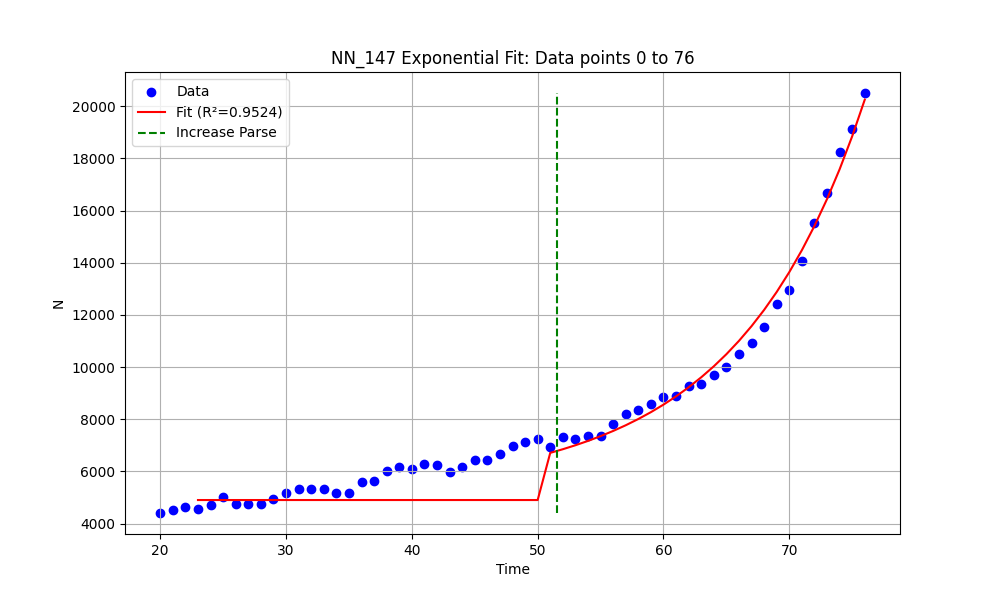 NN_147 Exponential Fit: Data points 0 to 76
Data
Fit (R²=0.9524)
Increase Parse
20000
18000
16000
14000
12000
10000
8000
6000
4000
N
20 30 40 50 60 70
Time